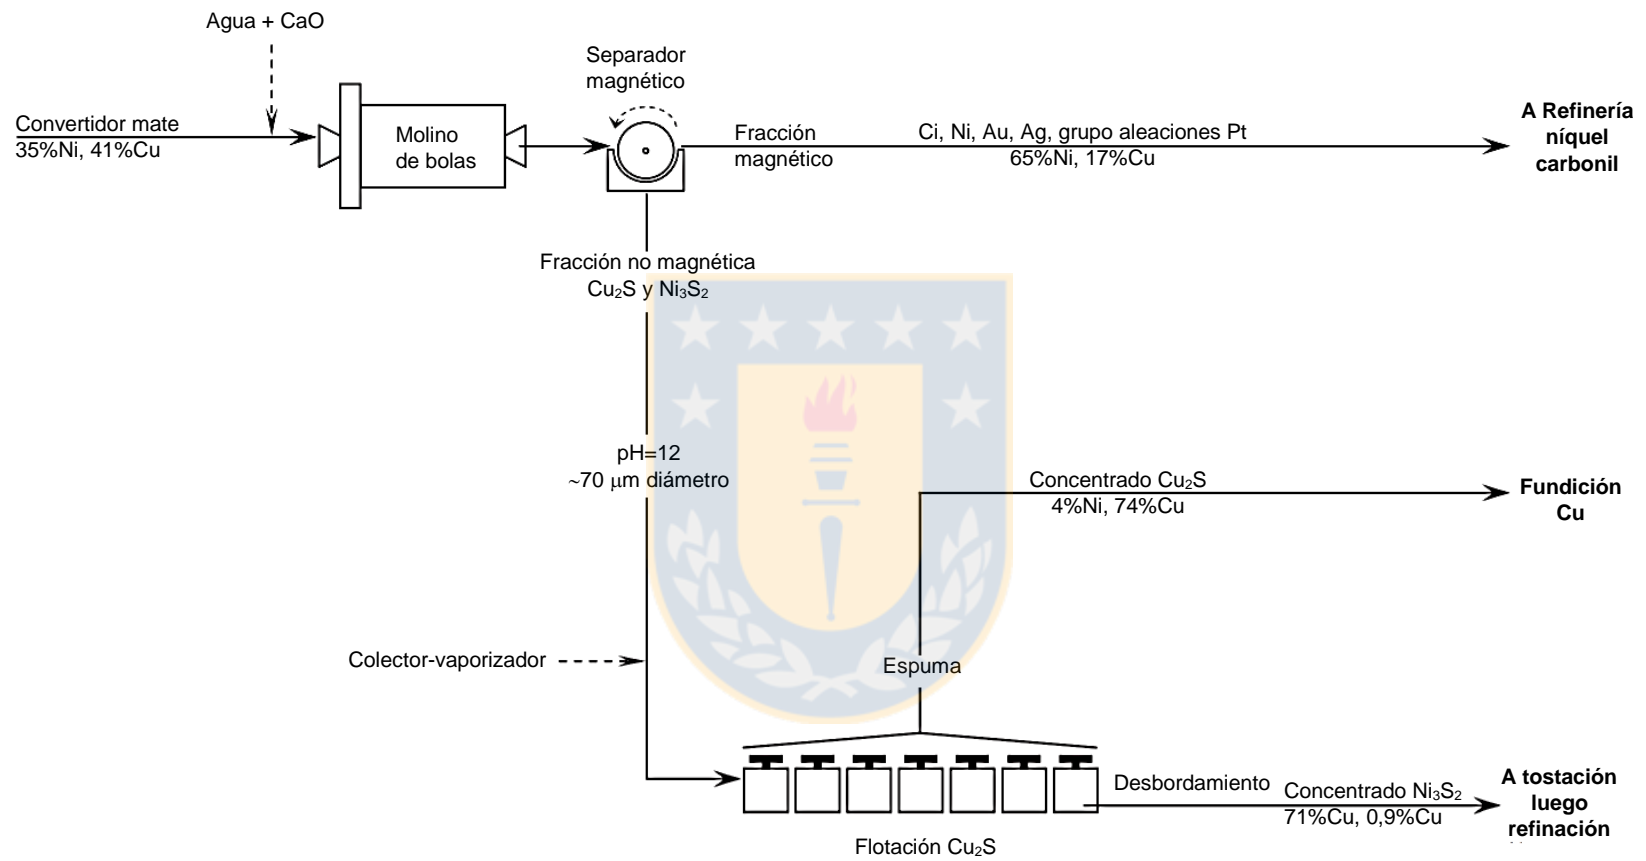 Agua + CaO
Convertidor mate
35%Ni, 41%Cu
Molino
de bolas
Separador
magnético
Fracción
magnético
Ci, Ni, Au, Ag, grupo aleaciones Pt
65%Ni, 17%Cu
A Refinería
níquel
carbonil
Fracción no magnética
Cu₂S y Ni₃S₂
pH=12
~70 μm diámetro
Concentrado Cu₂S
4%Ni, 74%Cu
Fundición
Cu
Colector-vaporizador
Espuma
Desbordamiento
Concentrado Ni₃S₂
71%Cu, 0,9%Cu
A tostación
luego
refinación
Flotación Cu₂S